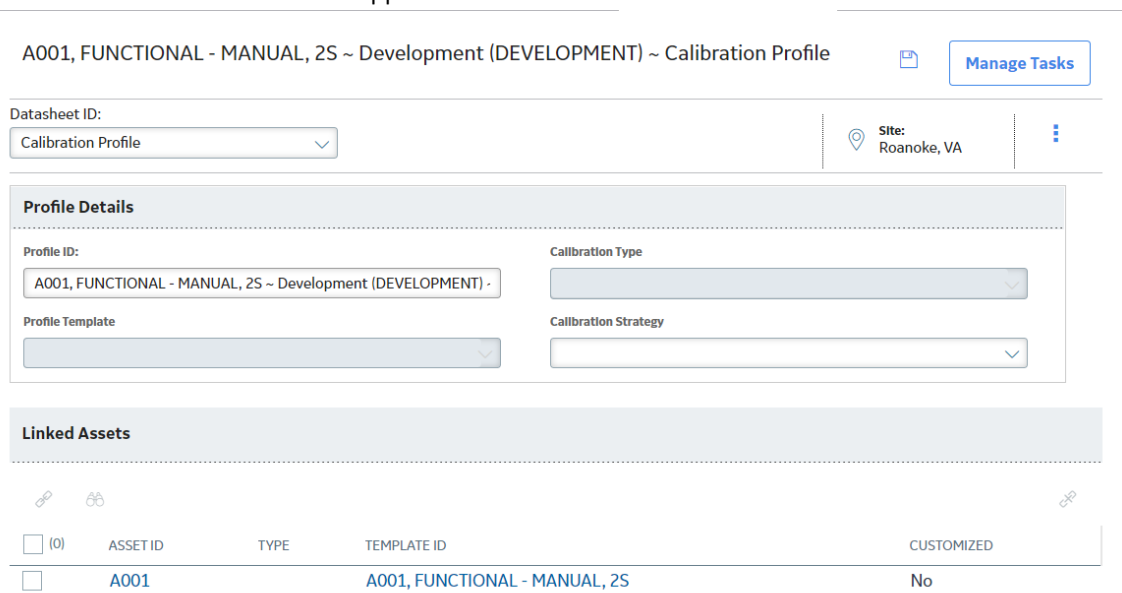 A001, FUNCTIONAL - MANUAL, 2S ~ Development (DEVELOPMENT) ~ Calibration Profile
Manage Tasks
Datasheet ID:
Calibration Profile
Site:
Roanoke, VA
Profile Details
Profile ID:
Calibration Type
A001, FUNCTIONAL - MANUAL, 2S ~ Development (DEVELOPMENT) -
Profile Template
Calibration Strategy
Linked Assets
(0) ASSET ID TYPE TEMPLATE ID CUSTOMIZED
A001 A001, FUNCTIONAL - MANUAL, 2S No